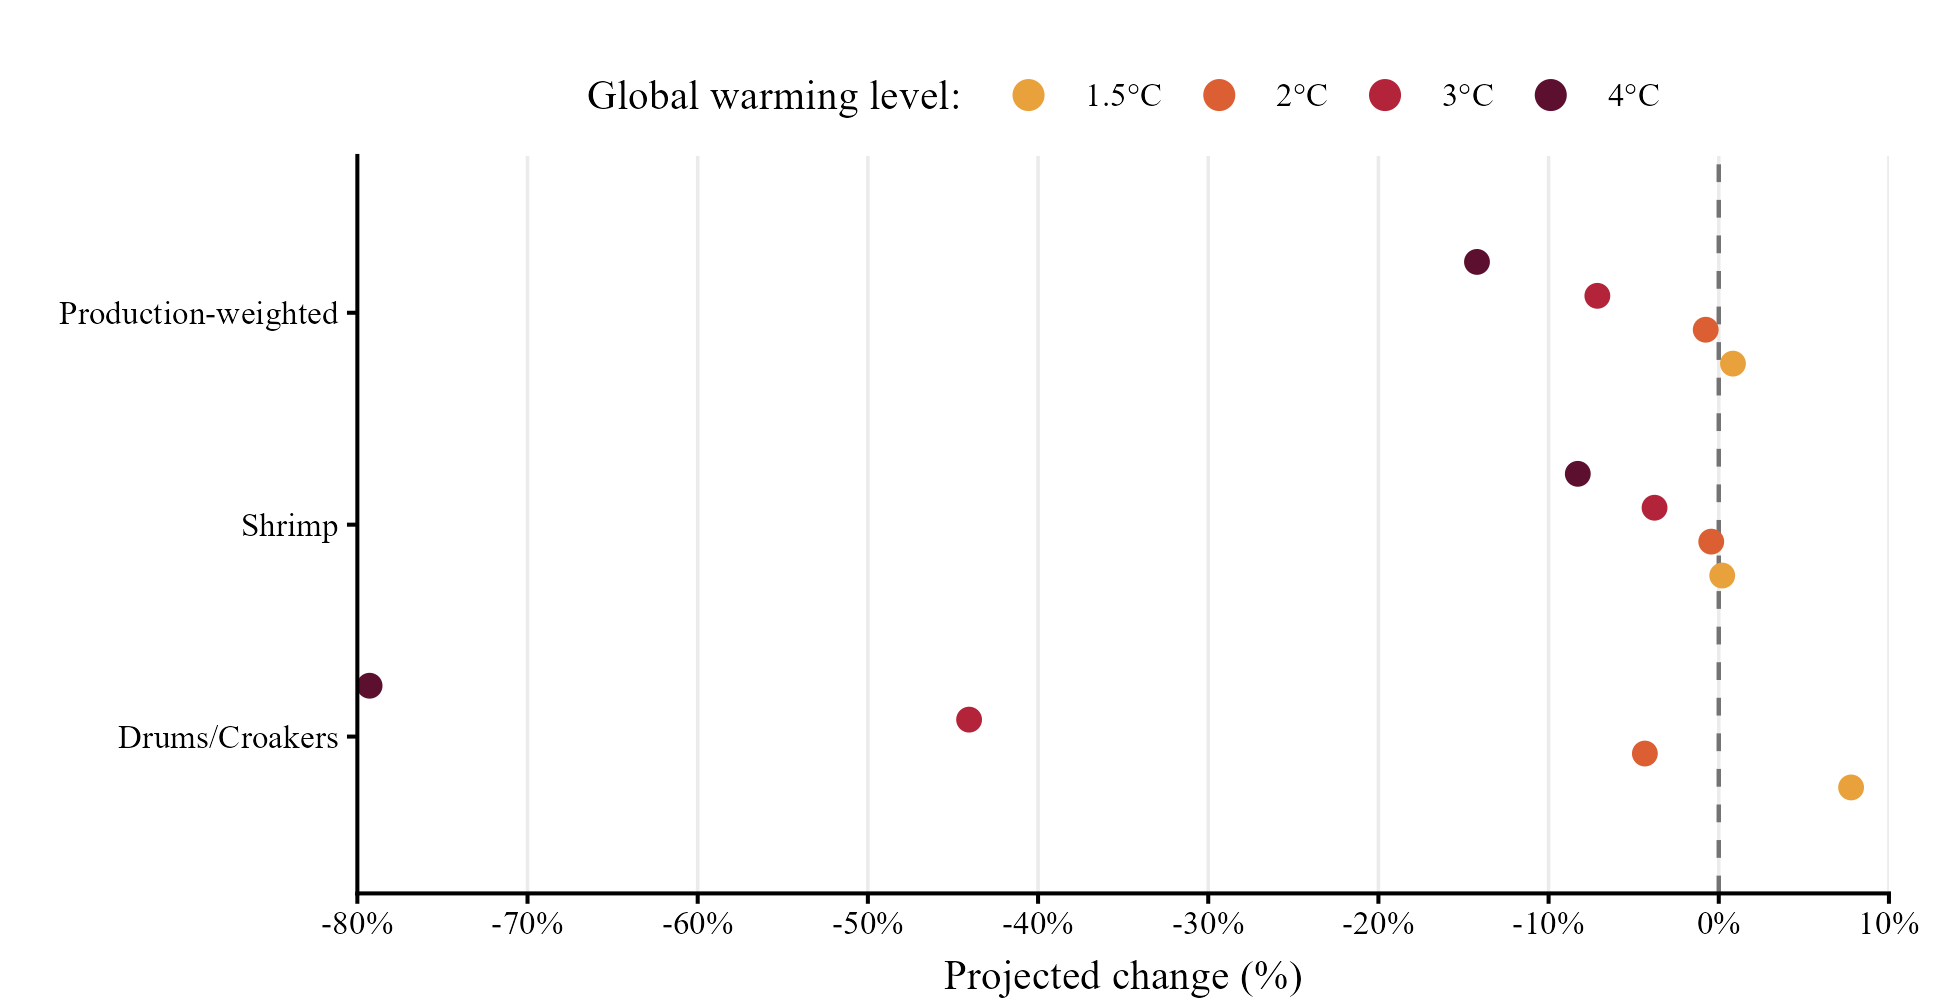 Global warming level: 1.5°C 2°C 3°C 4°C
Production-weighted
Shrimp
Drums/Croakers
-80% -70% -60% -50% -40% -30% -20% -10% 0% 10%
Projected change (%)